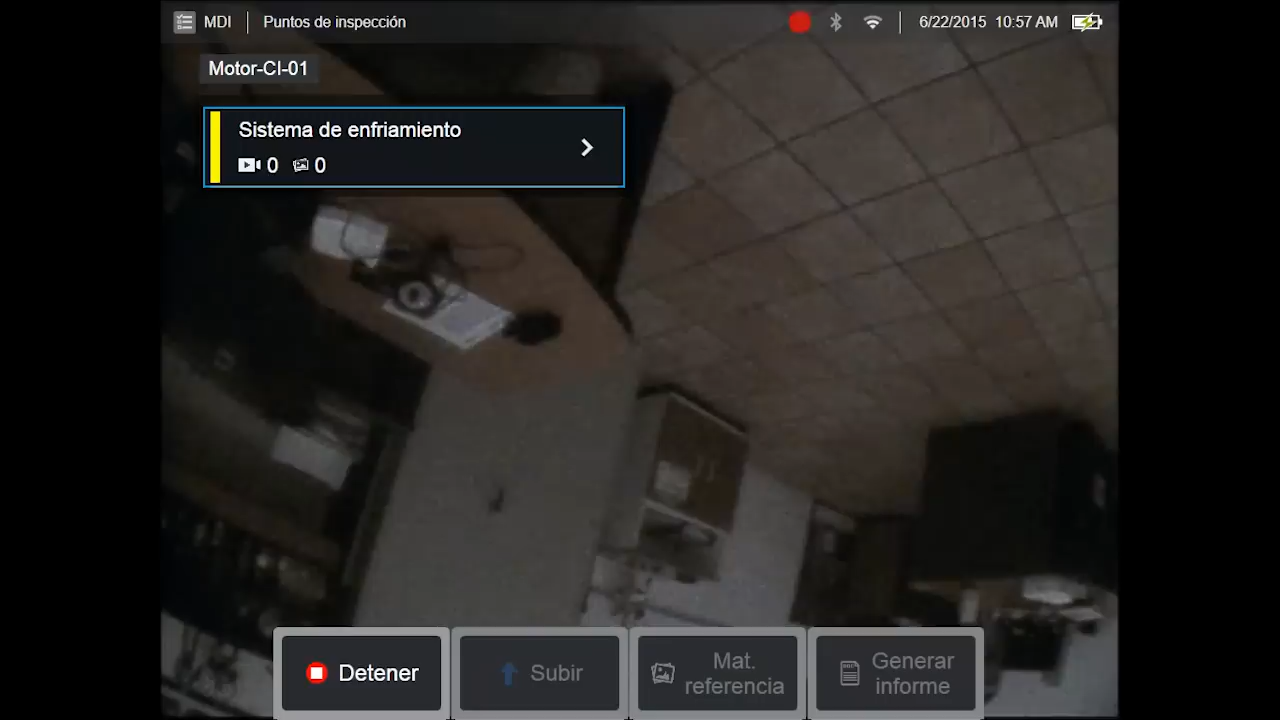 MDI
Puntos de inspección
6/22/2015 10:57 AM
Motor-CI-01
Sistema de enfriamiento
0 0
Detener
Subir
Mat.
referencia
Generar
informe